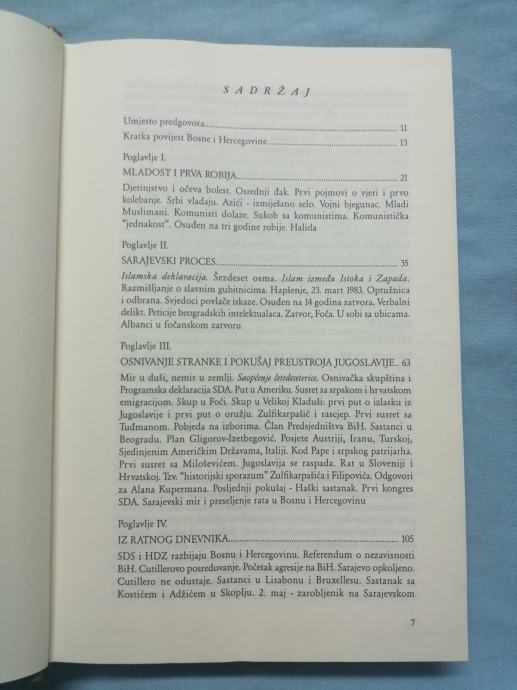 SADRŽAJ
Umjesto predgovora........11
Kratka povijest Bosne i Hercegovine........13
Poglavlje I.
MLADOST I PRVA ROBIJA........21
Djetinjstvo i očeva bolest. Osrednji đak. Prvi pojmovi o vjeri i prvo
kolebanje. Srbi vladaju. Azići - izmiješano selo. Vojni bjegunac. Mladi
Muslimani. Komunisti dolaze. Sukob sa komunistima. Komunistička
"jednakost". Osuđen na tri godine robije. Halida
Poglavlje II.
SARAJEVSKI PROCES........35
Islamska deklaracija. Šezdeset osma. Islam između Istoka i Zapada.
Razmišljanje o slavnim gubitnicima. Hapšenje, 23. mart 1983. Optužnica
i odbrana. Svjedoci povlače iskaze. Osuđen na 14 godina zatvora. Verbalni
delikt. Peticije beogradskih intelektualaca. Zatvor, Foča. U sobi sa ubicama.
Albanci u fočanskom zatvoru
Poglavlje III.
OSNIVANJE STRANKE I POKUŠAJ PREUSTROJA JUGOSLAVIJE.. 63
Mir u duši, nemir u zemlji. Saopćenje četrdeseterice. Osnivačka skupština i
Programska deklaracija SDA. Put u Ameriku. Susret sa srpskom i hrvatskom
emigracijom. Skup u Foči. Skup u Velikoj Kladuši: prvi put o izlasku iz
Jugoslavije i prvi put o oružju. Zulfikarpašić i rascjep. Prvi susret sa
Tuđmanom. Pobjeda na izborima. Član Predsjedništva BiH. Sastanci u
Beogradu. Plan Gligorov-Izetbegović. Posjete Austriji, Iranu, Turskoj,
Sjedinjenim Američkim Državama, Italiji. Kod Pape i srpskog patrijarha.
Prvi susret sa Miloševićem. Jugoslavija se raspada. Rat u Sloveniji i
Hrvatskoj. Tzv. "historijski sporazum" Zulfikarpašića i Filipovića. Odgovori
za Alana Kupermana. Posljednji pokušaj - Haški sastanak. Prvi kongres
SDA. Sarajevski mir i preseljenje rata u Bosnu i Hercegovinu
Poglavlje IV.
IZ RATNOG DNEVNIKA........105
SDS i HDZ razbijaju Bosnu i Hercegovinu. Referendum o nezavisnosti
BiH. Cutillerovo posredovanje. Početak agresije na BiH. Sarajevo opkoljeno.
Cutillero ne odustaje. Sastanci u Lisabonu i Bruxellesu. Sastanak sa
Kostićem i Adžićem u Skoplju. 2. maj - zarobljenik na Sarajevskom
7